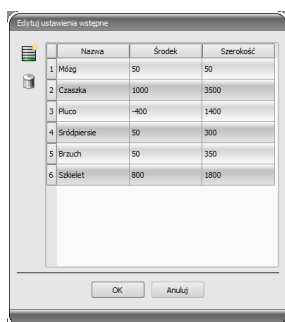 Edytuj ustawienia wstępne
Nazwa Środek Szerokość
1 Mózg 50 50
2 Czaszka 1000 3500
3 Płuco -400 1400
4 Śródpiersie 50 300
5 Brzuch 50 350
6 Szkielet 800 1800
OK Anuluj